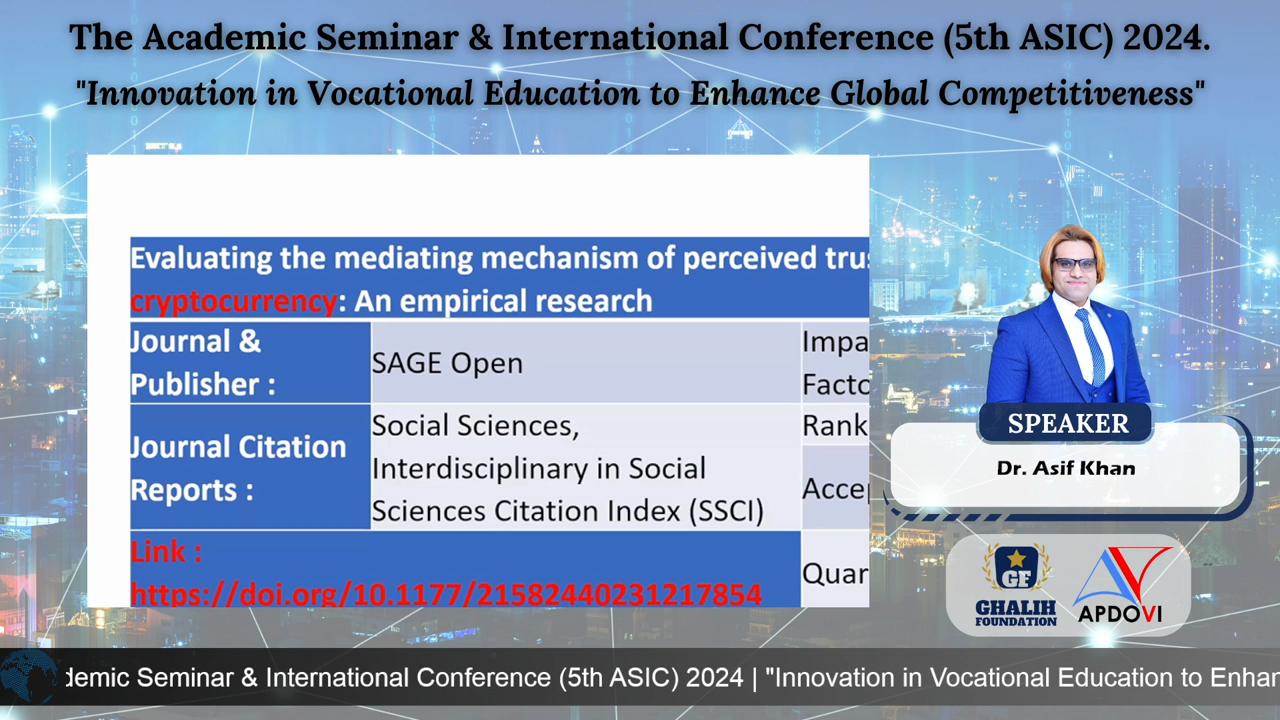 The Academic Seminar & International Conference (5th ASIC) 2024.
"Innovation in Vocational Education to Enhance Global Competitiveness"
Evaluating the mediating mechanism of perceived trus
cryptocurrency: An empirical research
Journal &
Publisher :
SAGE Open
Impa
Facto
Journal Citation
Reports :
Social Sciences,
Interdisciplinary in Social
Sciences Citation Index (SSCI)
Rank
Accep
Link :
https://doi.org/10.1177/21582440231217854
Quar
SPEAKER
Dr. Asif Khan
GF
GHALIH
FOUNDATION
APDOVI
demic Seminar & International Conference (5th ASIC) 2024 | "Innovation in Vocational Education to Enhan